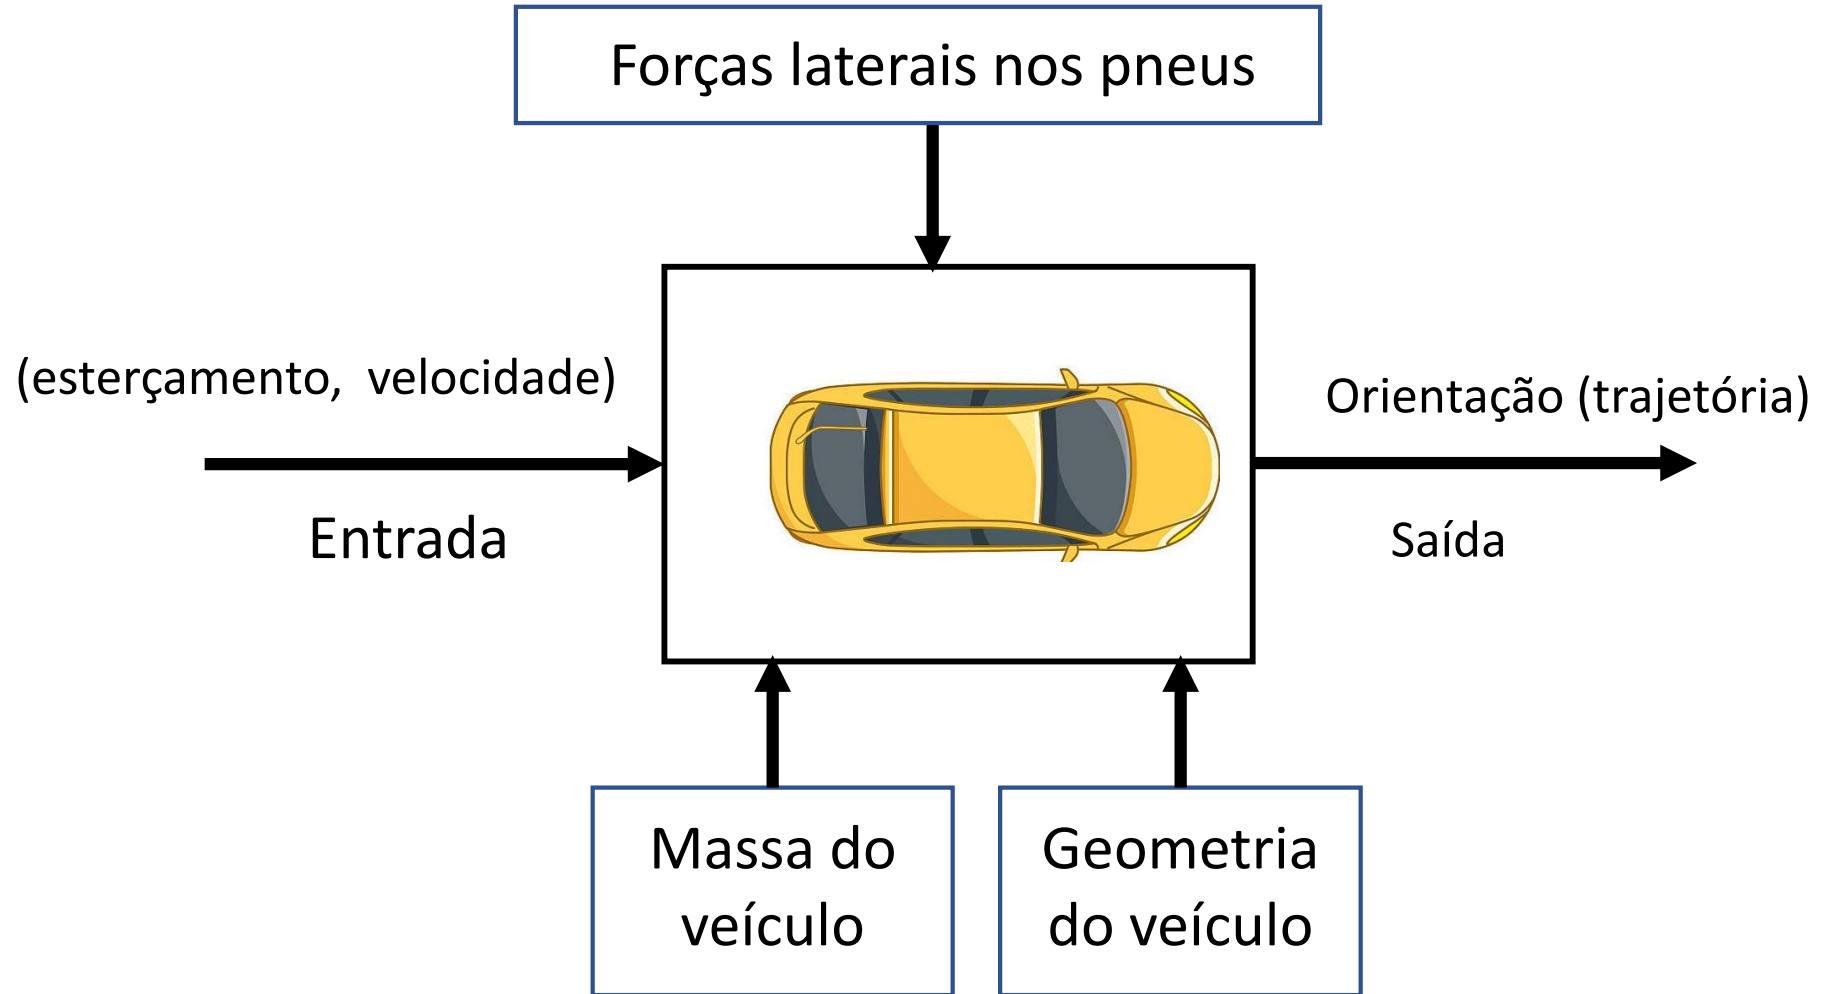 Forças laterais nos pneus
(esterçamento, velocidade)
Orientação (trajetória)
Entrada
Saída
Massa do
veículo
Geometria
do veículo